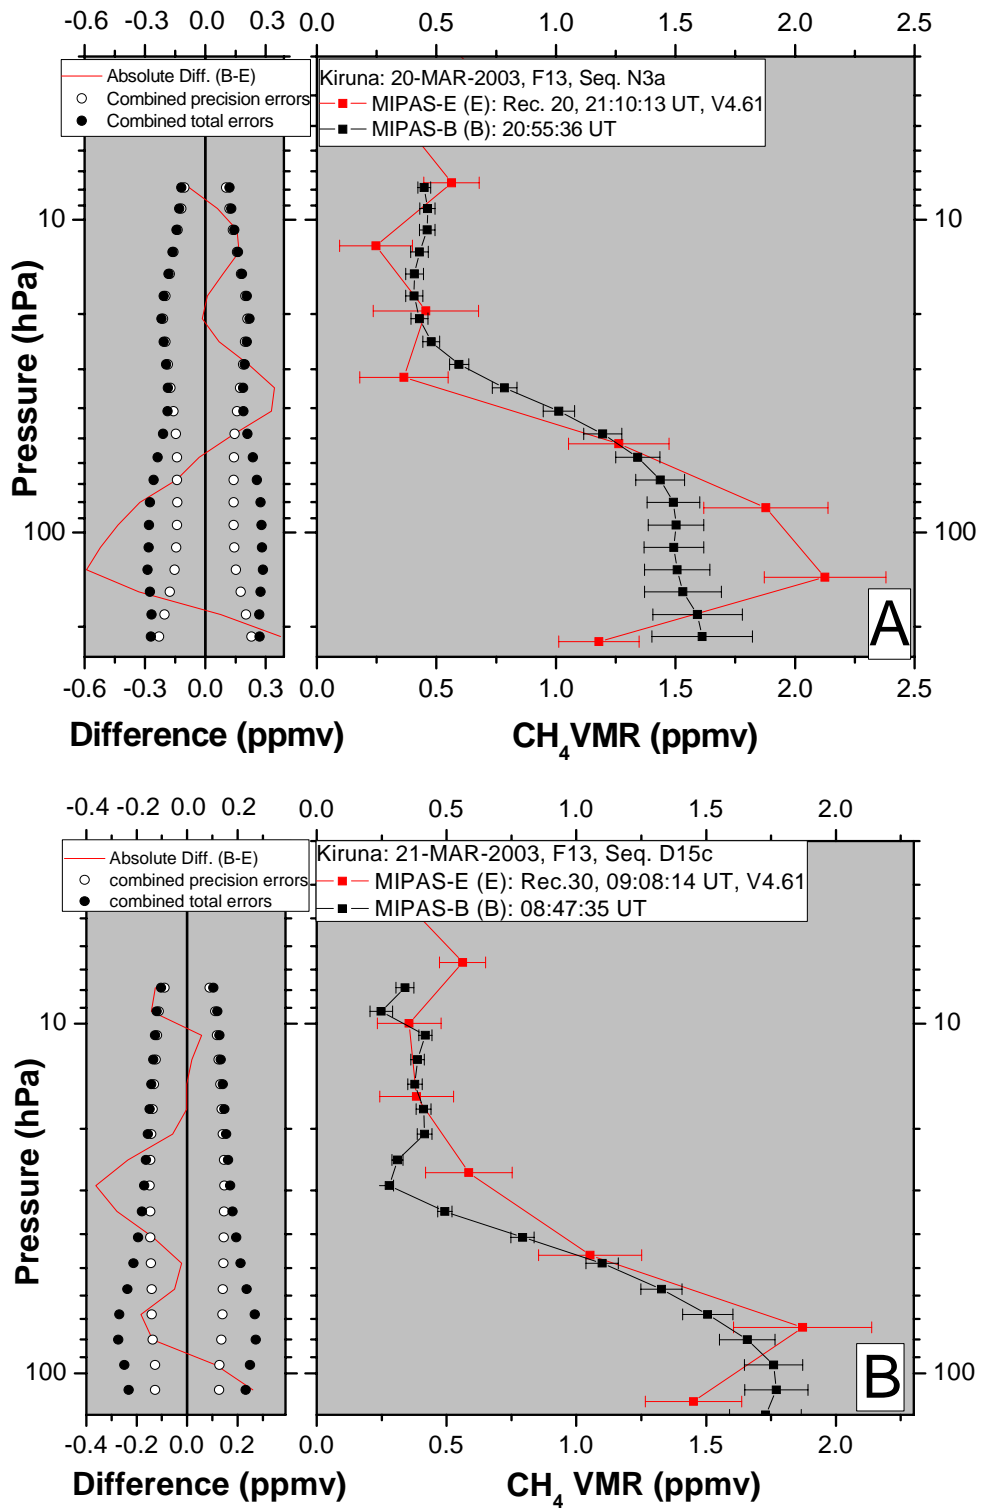 -0.6 -0.3 0.0 0.3 0.0 0.5 1.0 1.5 2.0 2.5
Absolute Diff. (B-E)
Combined precision errors
Combined total errors
Kiruna: 20-MAR-2003, F13, Seq. N3a
MIPAS-E (E): Rec. 20, 21:10:13 UT, V4.61
MIPAS-B (B): 20:55:36 UT
10 10
100 100
Pressure (hPa)
A
-0.6 -0.3 0.0 0.3 0.0 0.5 1.0 1.5 2.0 2.5
Difference (ppmv) CH4 VMR (ppmv)
-0.4 -0.2 0.0 0.2 0.0 0.5 1.0 1.5 2.0
Absolute Diff. (B-E)
combined precision errors
combined total errors
Kiruna: 21-MAR-2003, F13, Seq. D15c
MIPAS-E (E): Rec.30, 09:08:14 UT, V4.61
MIPAS-B (B): 08:47:35 UT
10 10
100 100
Pressure (hPa)
B
-0.4 -0.2 0.0 0.2 0.0 0.5 1.0 1.5 2.0
Difference (ppmv) CH4 VMR (ppmv)